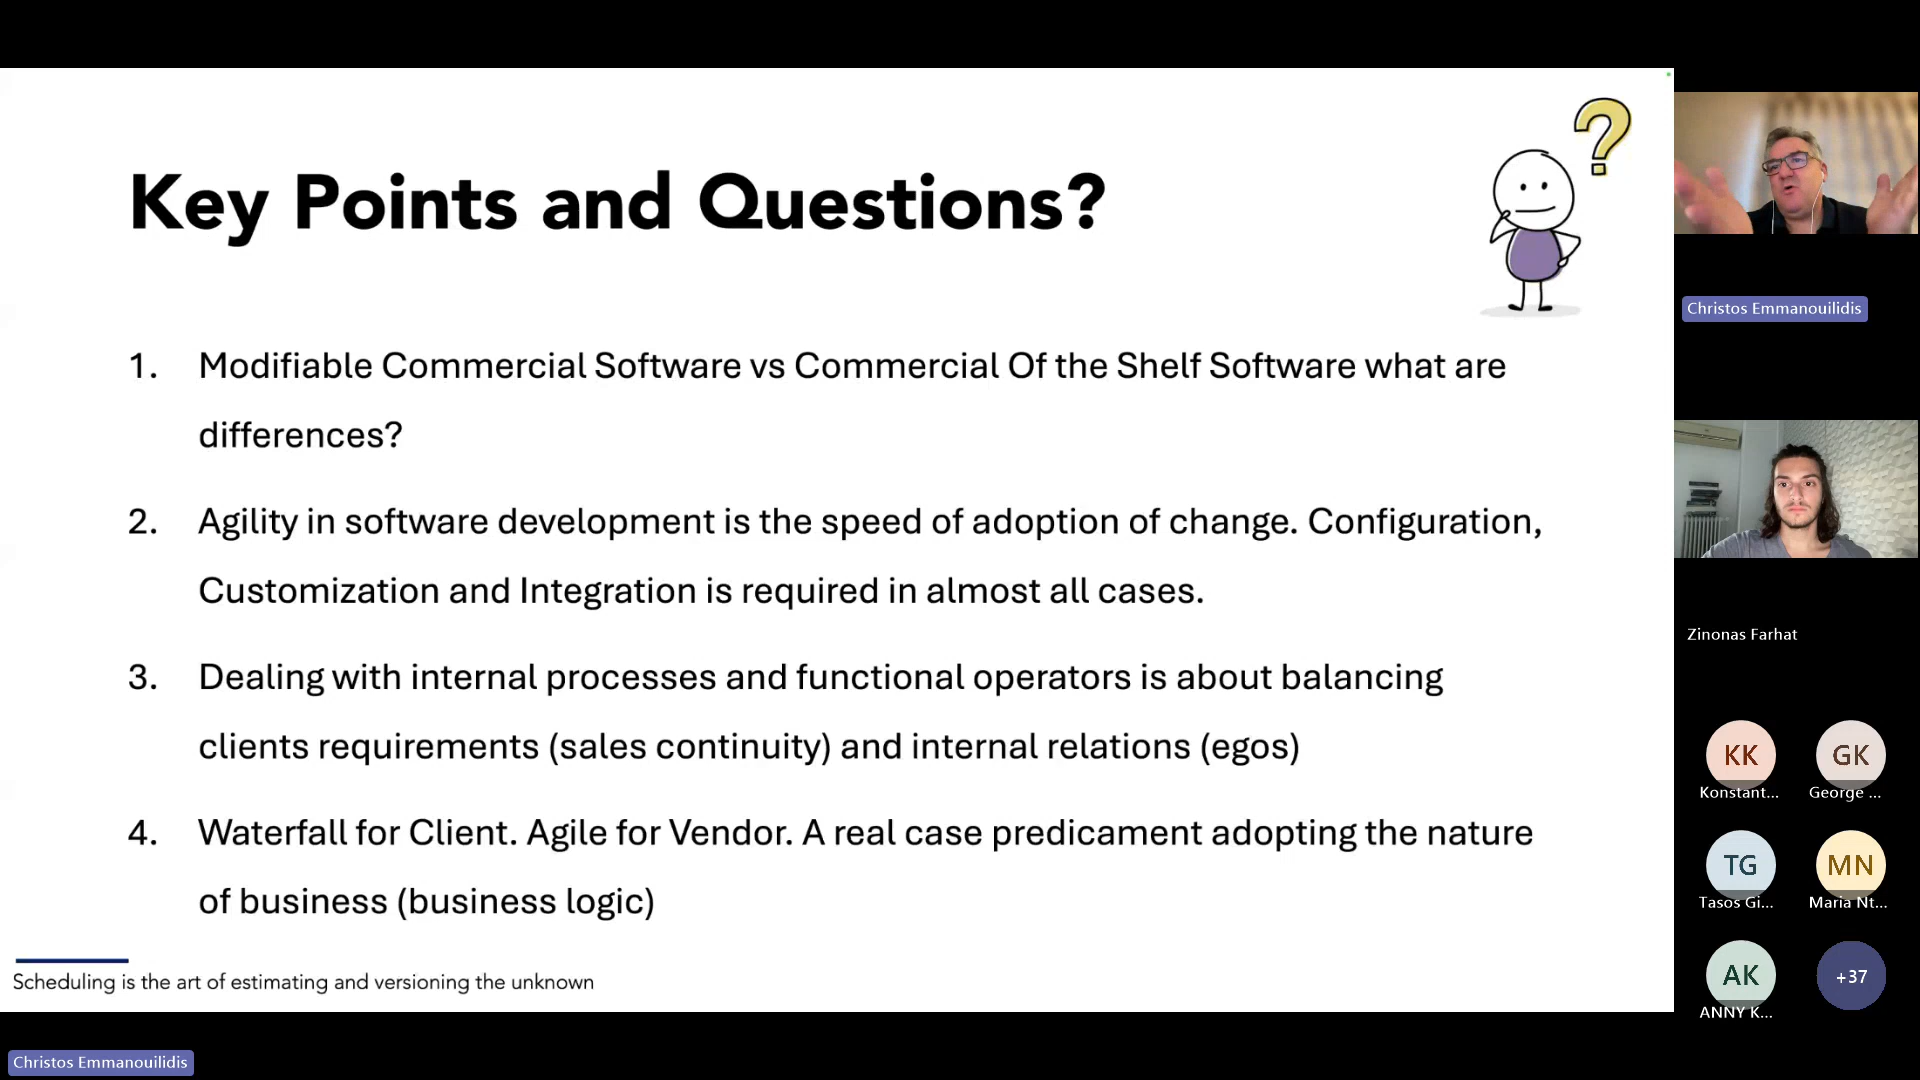 Key Points and Questions?
1. Modifiable Commercial Software vs Commercial Of the Shelf Software what are
differences?
2. Agility in software development is the speed of adoption of change. Configuration,
Customization and Integration is required in almost all cases.
3. Dealing with internal processes and functional operators is about balancing
clients requirements (sales continuity) and internal relations (egos)
4. Waterfall for Client. Agile for Vendor. A real case predicament adopting the nature
of business (business logic)
Scheduling is the art of estimating and versioning the unknown
Christos Emmanouilidis
Christos Emmanouilidis
Zinonas Farhat
KK
GK
Konstant...
George ...
TG
MN
Tasos Gi...
Maria Nt...
AK
+37
ANNY K...